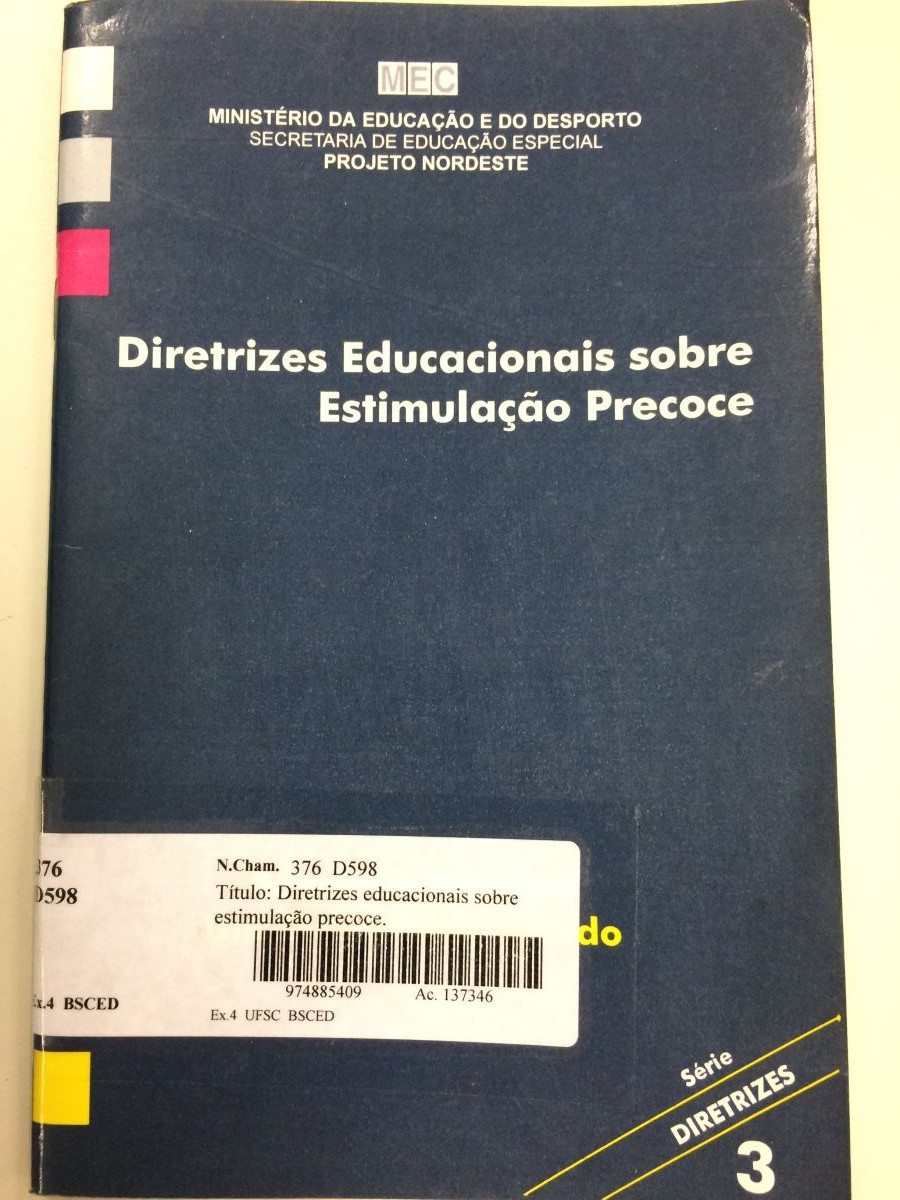 MEC
MINISTÉRIO DA EDUCAÇÃO E DO DESPORTO
SECRETARIA DE EDUCAÇÃO ESPECIAL
PROJETO NORDESTE
Diretrizes Educacionais sobre
Estimulação Precoce
376
D598
Ex.4 BSCED
N.Cham. 376 D598
Título: Diretrizes educacionais sobre
estimulação precoce.
974885409 Ac. 137346
Ex.4 UFSC BSCED
do
Série
DIRETRIZES
3